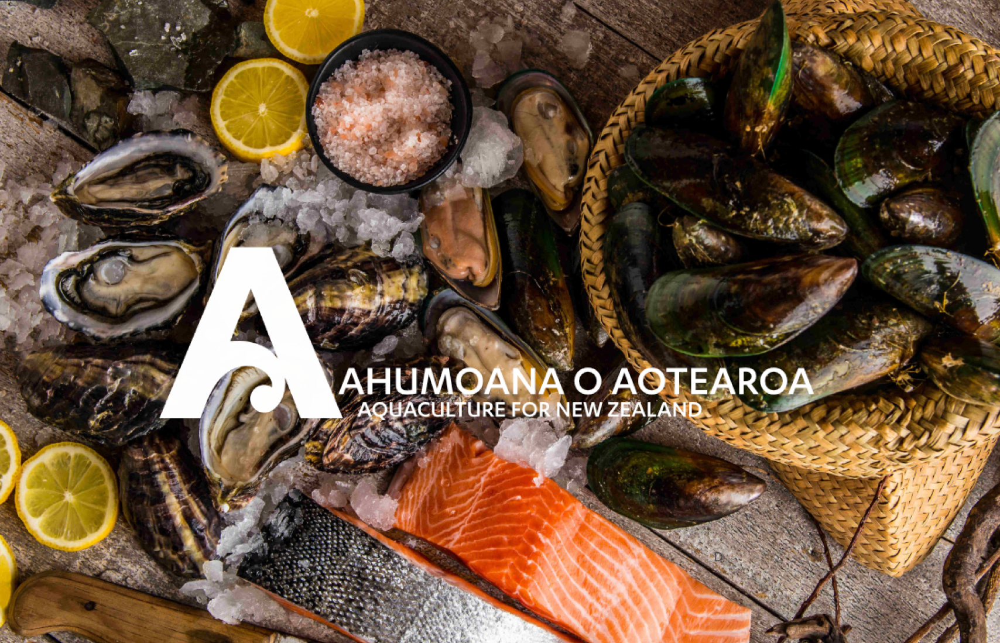 AHUMOANA O AOTEAROA
AQUACULTURE FOR NEW ZEALAND